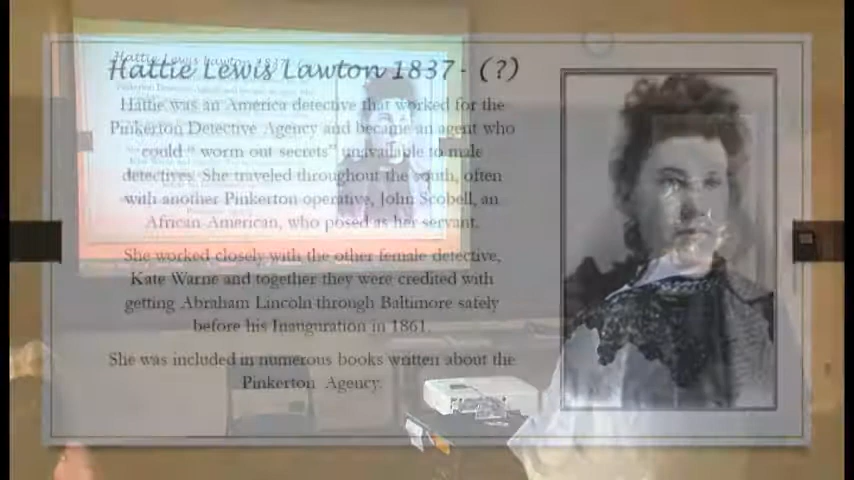 Hattie Lewis Lawton 1837 - (?)
Hattie was an America detective that worked for the
Pinkerton Detective Agency and became an agent who
could " worm out secrets" unavailable to male
detectives. She traveled throughout the south, often
with another Pinkerton operative, John Scobell, an
African-American, who posed as her servant.
She worked closely with the other female detective,
Kate Warne and together they were credited with
getting Abraham Lincoln through Baltimore safely
before his Inauguration in 1861.
She was included in numerous books written about the
Pinkerton Agency.
Hattie Lewis Lawton 1837